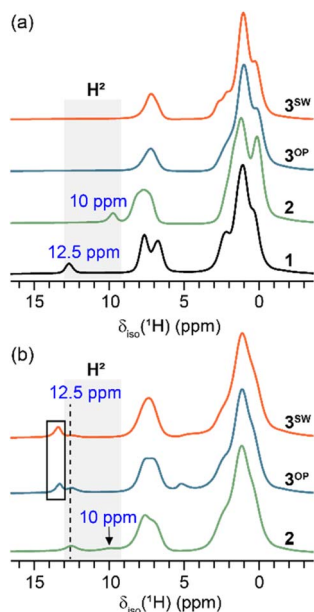 (a)
H²
3ˢᵂ
3ᴼᴾ
10 ppm
2
12.5 ppm
1
15 10 5 0
δiso(¹H) (ppm)
(b)
H²
12.5 ppm
3ˢᵂ
3ᴼᴾ
10 ppm
2
15 10 5 0
δiso(¹H) (ppm)